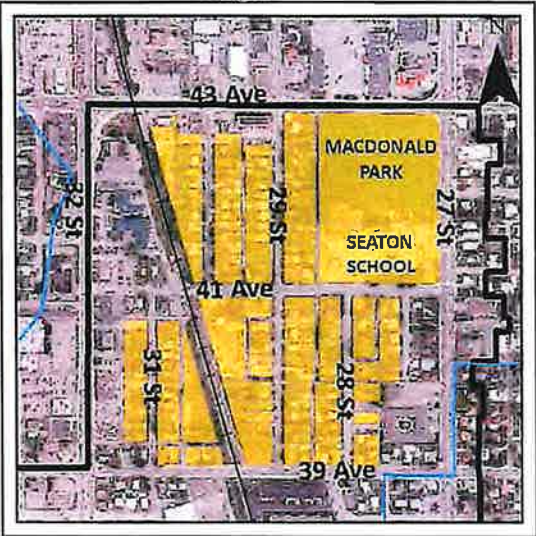 N
43 Ave
MACDONALD
PARK
32 St
29 St
27 St
SEATON
SCHOOL
41 Ave
31 St
28 St
39 Ave